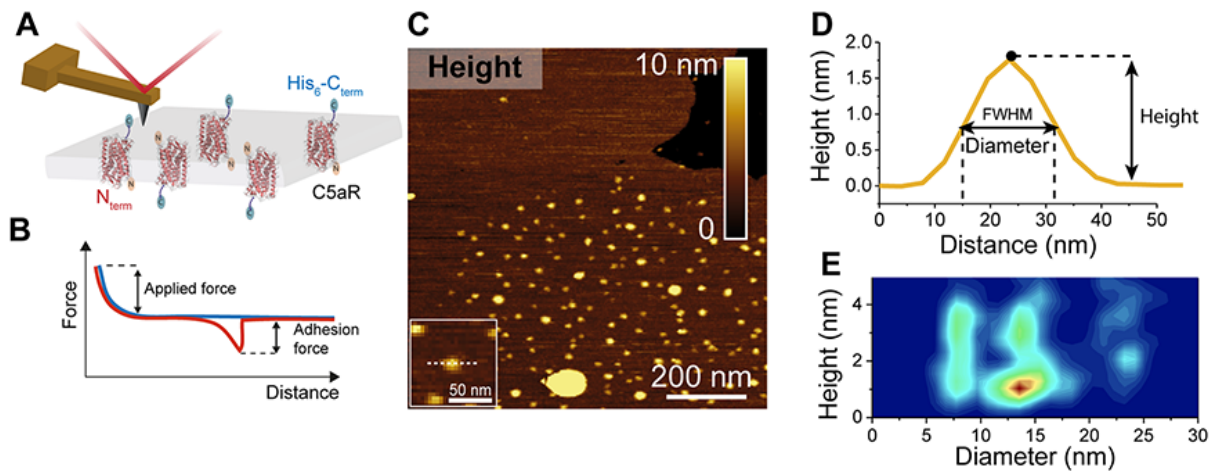 A
His6-Cterm
Nterm
C5aR
B
Force
Applied force
Adhesion
force
Distance
C
Height
10 nm
0
50 nm
200 nm
D
Height (nm)
2.0
1.5
1.0
0.5
0.0
FWHM
Diameter
Height
0 10 20 30 40 50
Distance (nm)
E
Height (nm)
4
2
0
0 5 10 15 20 25 30
Diameter (nm)